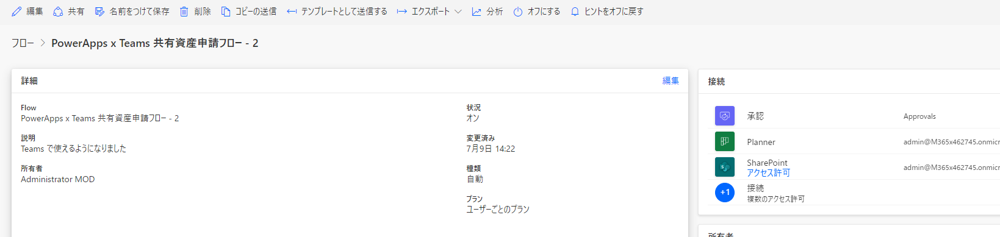 編集 共有 名前をつけて保存 削除 コピーの送信 テンプレートとして送信する エクスポート 分析 オフにする ヒントをオフに戻す
フロー > PowerApps x Teams 共有資産申請フロー - 2
詳細 編集
Flow
PowerApps x Teams 共有資産申請フロー - 2
説明
Teams で使えるようになりました
所有者
Administrator MOD
状況
オン
変更済み
7月9日 14:22
種類
自動
プラン
ユーザーごとのプラン
接続
承認 Approvals
Planner admin@M365x462745.onmicr
SharePoint admin@M365x462745.onmicr
アクセス許可
+1 接続
複数のアクセス許可
所有者